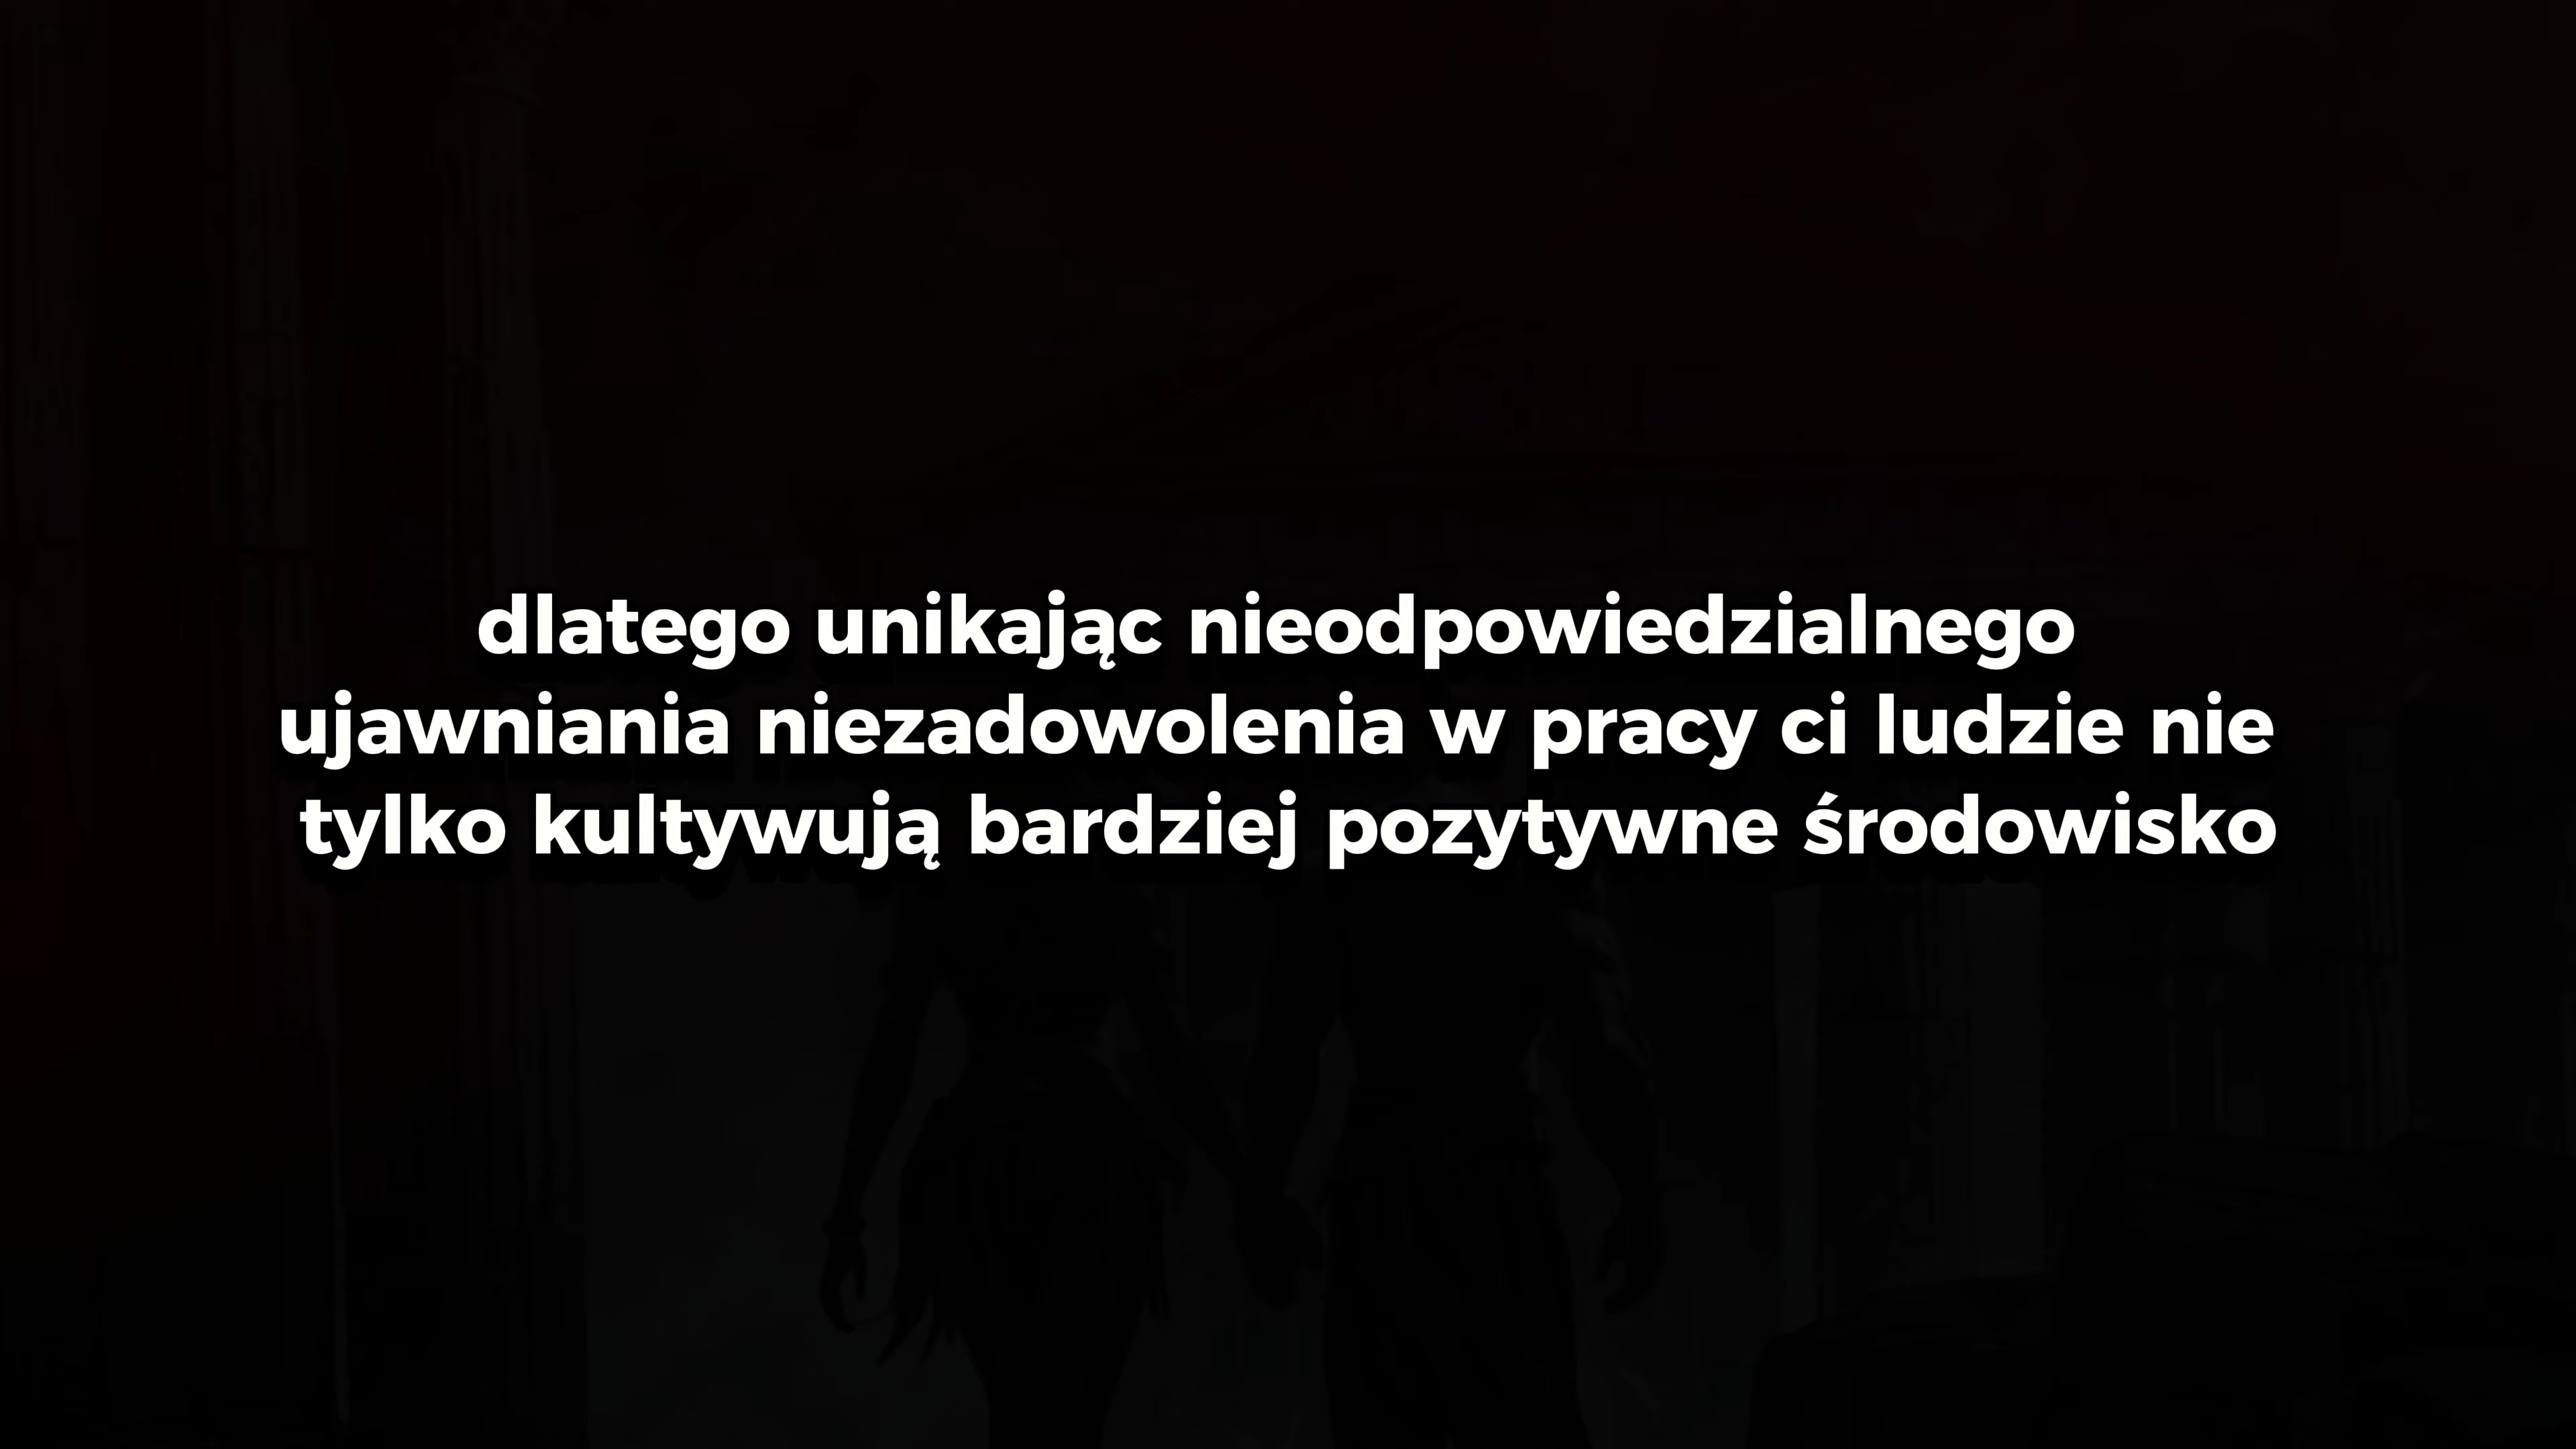 dlatego unikając nieodpowiedzialnego
ujawniania niezadowolenia w pracy ci ludzie nie
tylko kultywują bardziej pozytywne środowisko